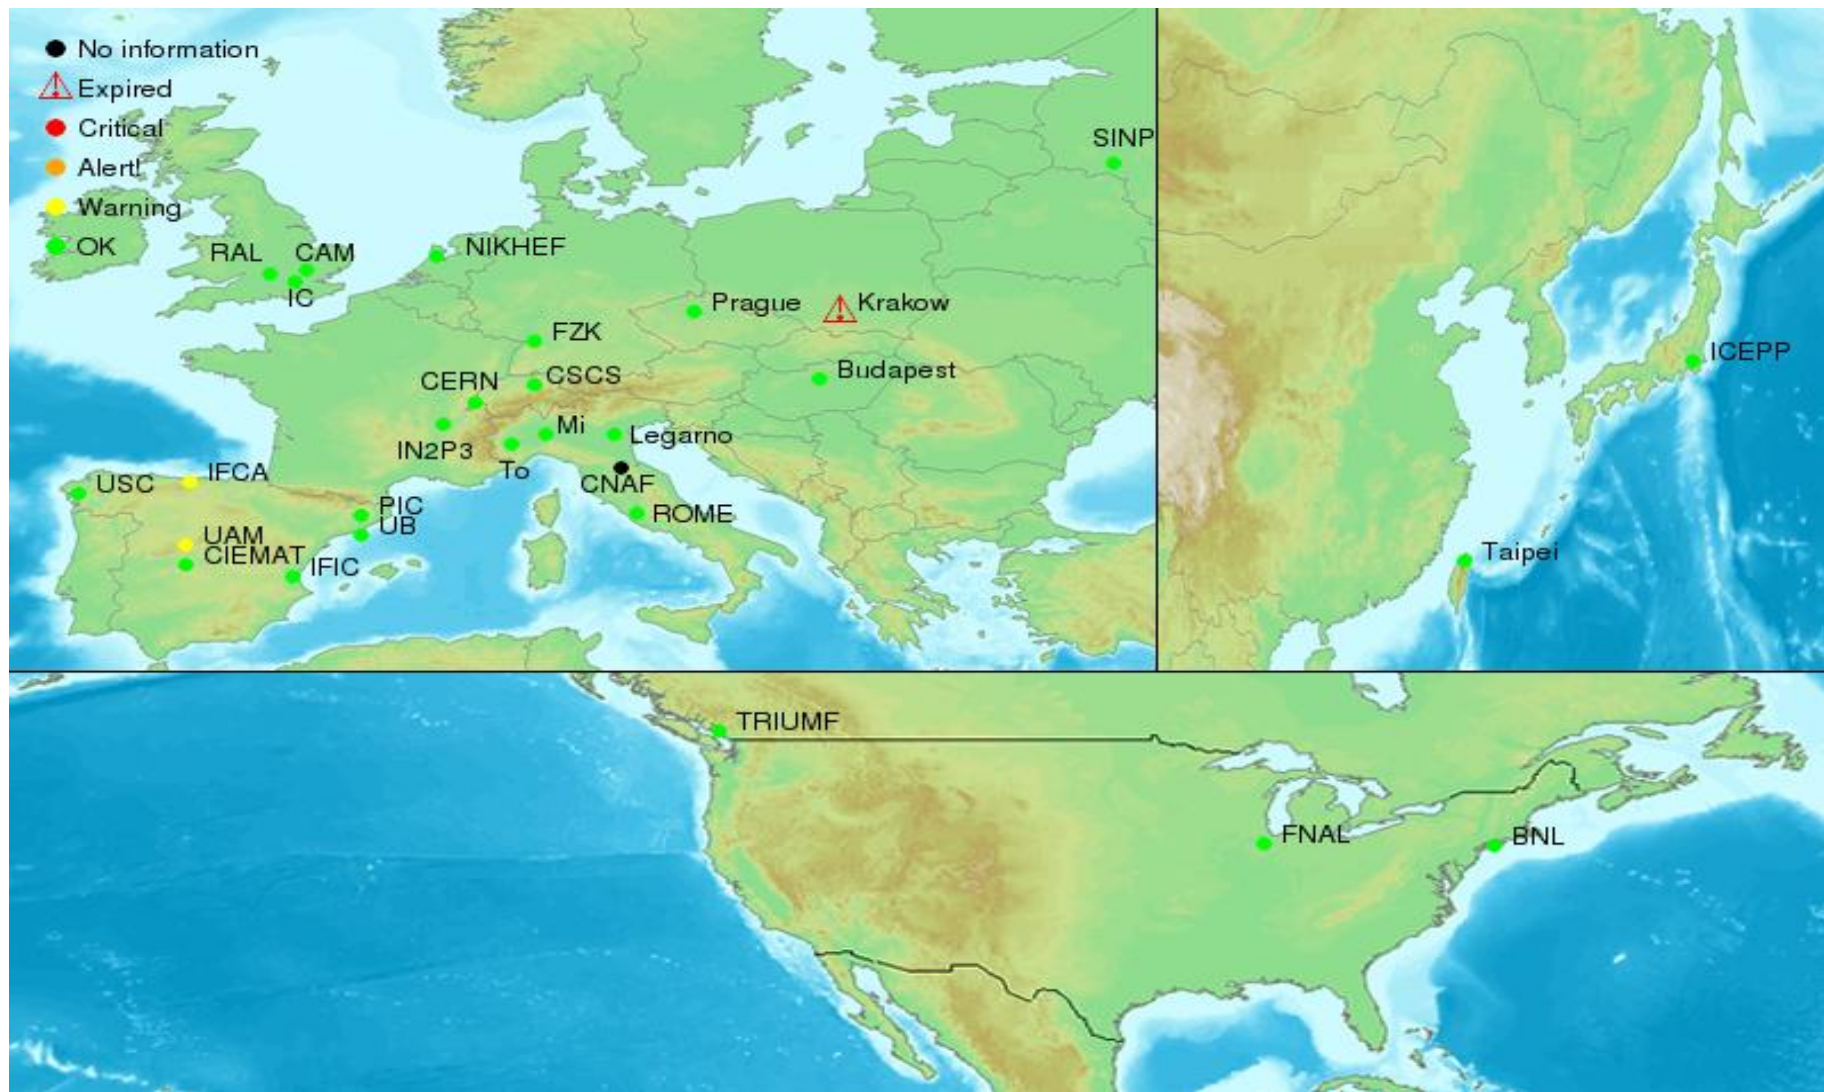 No information
Expired
Critical
Alert!
Warning
OK
SINP
RAL
CAM
NIKHEF
IC
Prague
Krakow
FZK
CERN
CSCS
Budapest
Mi
Legarno
IN2P3
To
USC
IFCA
CNAF
PIC
ROME
UB
UAM
CIEMAT
IFIC
ICEPP
Taipei
TRIUMF
FNAL
BNL